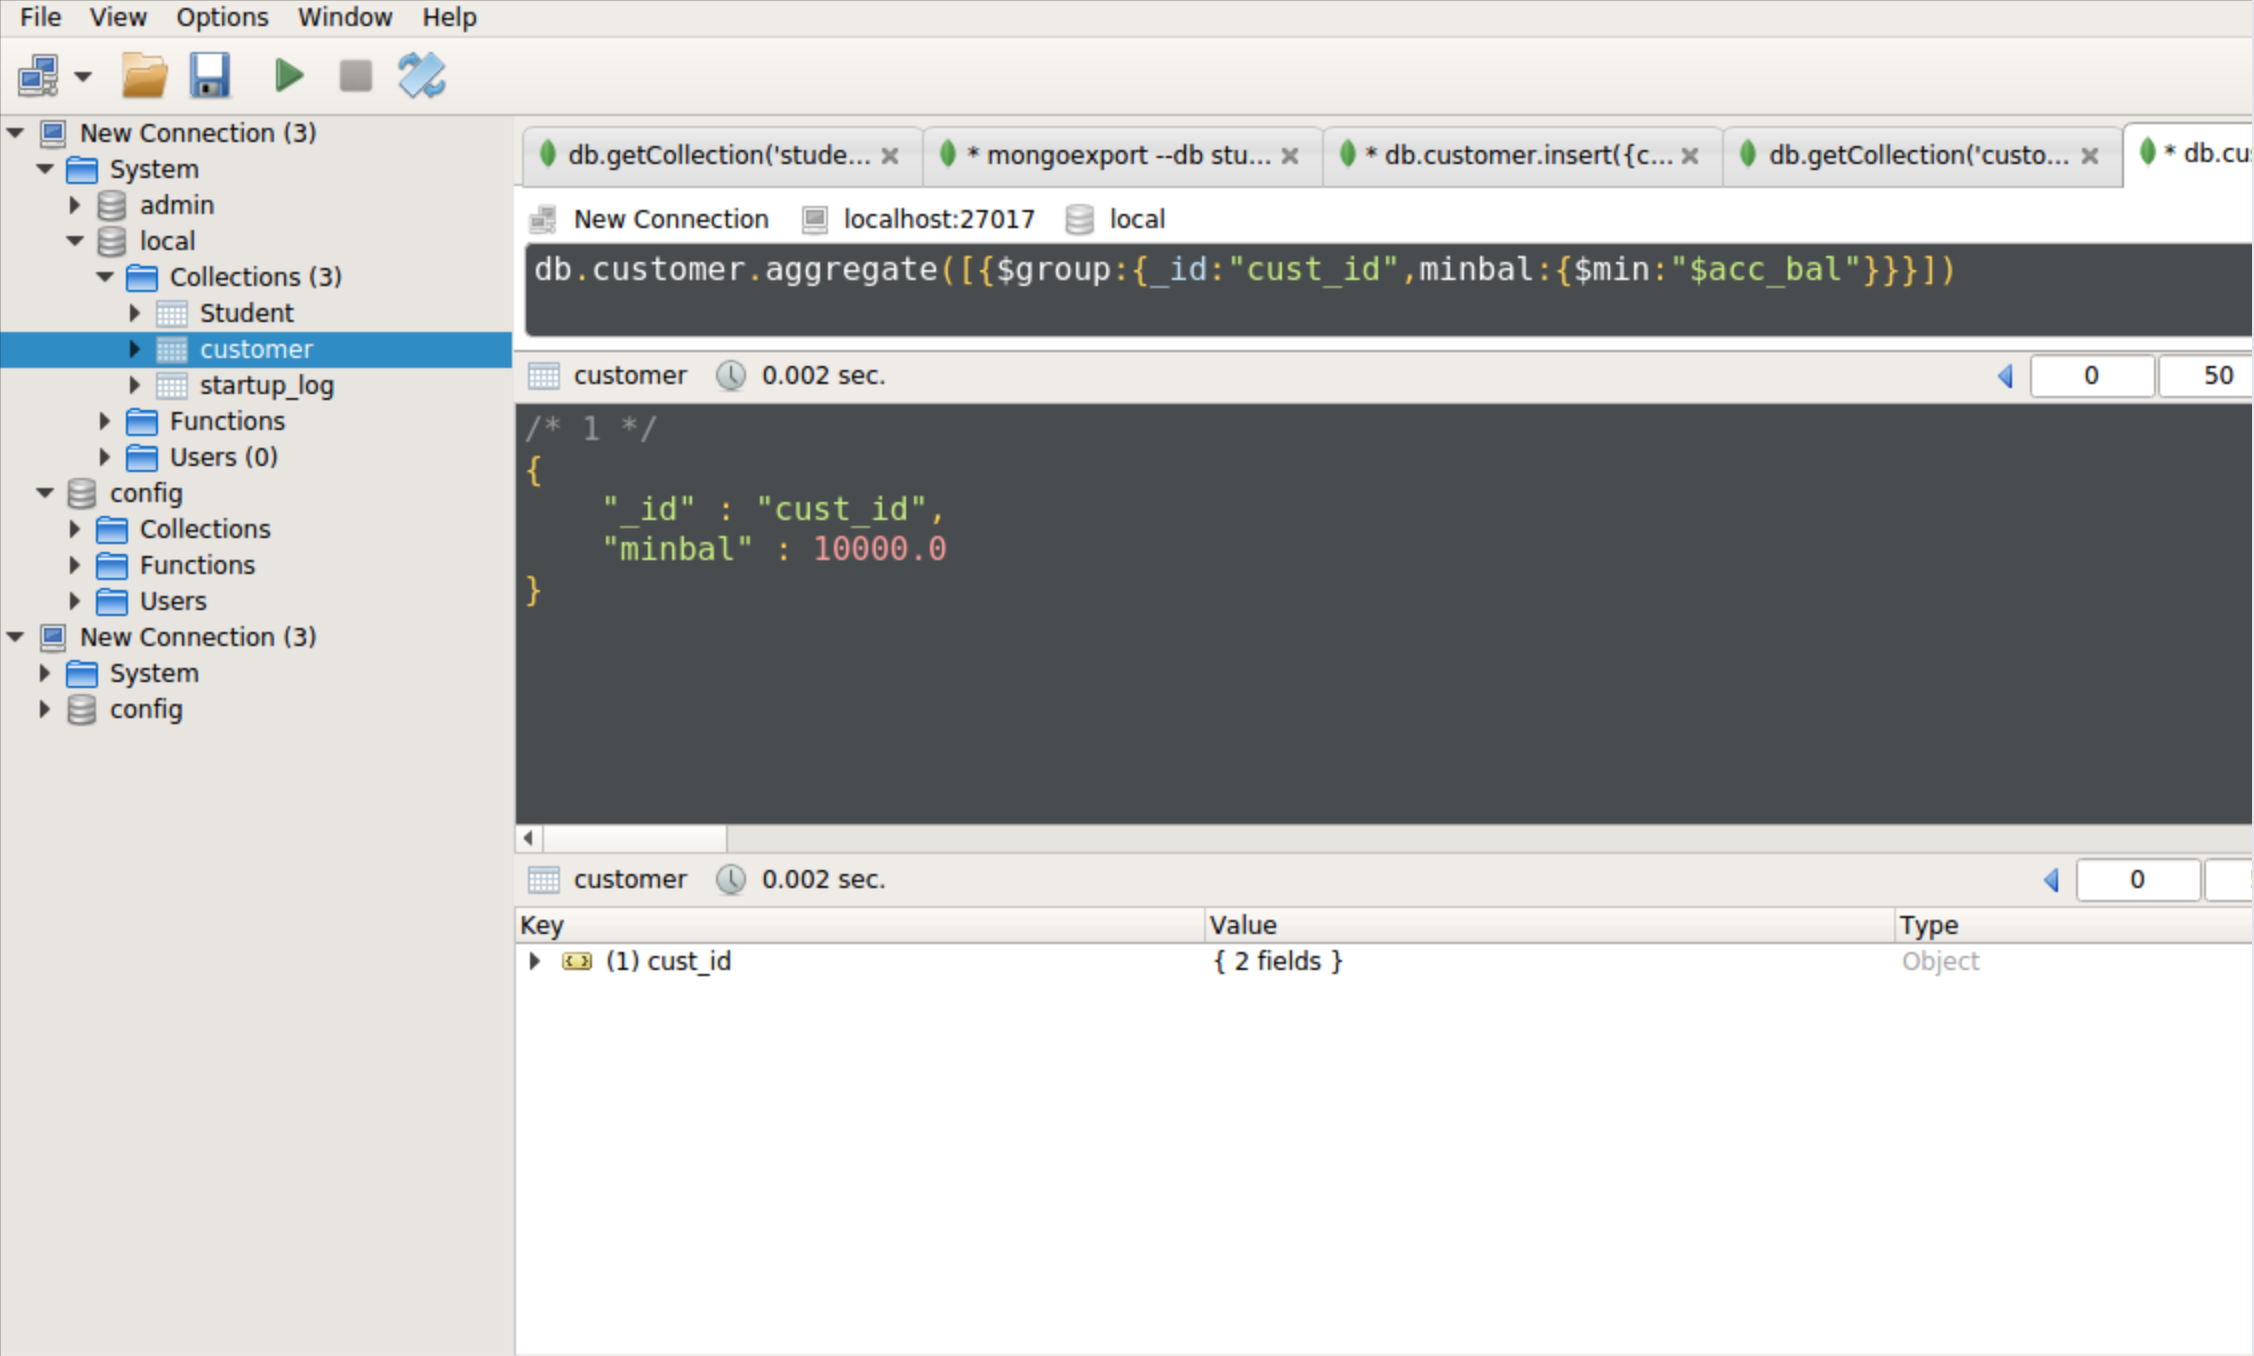 File View Options Window Help
New Connection (3)
System
admin
local
Collections (3)
Student
customer
startup_log
Functions
Users (0)
config
Collections
Functions
Users
New Connection (3)
System
config
db.getCollection('stude... * mongoexport --db stu... * db.customer.insert({c... db.getCollection('custo... * db.cu
New Connection localhost:27017 local
db.customer.aggregate([{$group:{_id:"cust_id",minbal:{$min:"$acc_bal"}}}])
customer 0.002 sec. 0 50
/* 1 */
{
"_id" : "cust_id",
"minbal" : 10000.0
}
customer 0.002 sec. 0
Key Value Type
(1) cust_id { 2 fields } Object